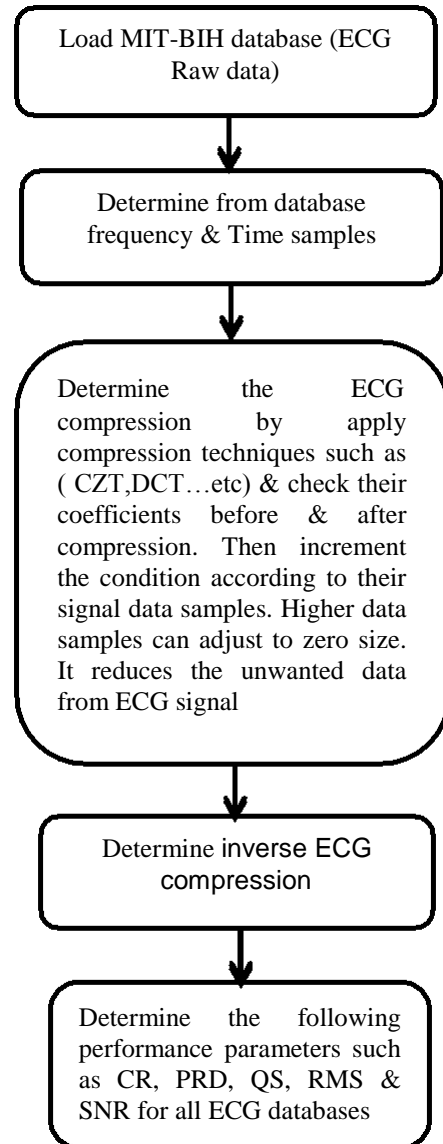 Load MIT-BIH database (ECG
Raw data)
Determine from database
frequency & Time samples
Determine the ECG
compression by apply
compression techniques such as
( CZT,DCT…etc) & check their
coefficients before & after
compression. Then increment
the condition according to their
signal data samples. Higher data
samples can adjust to zero size.
It reduces the unwanted data
from ECG signal
Determine inverse ECG
compression
Determine the following
performance parameters such
as CR, PRD, QS, RMS &
SNR for all ECG databases